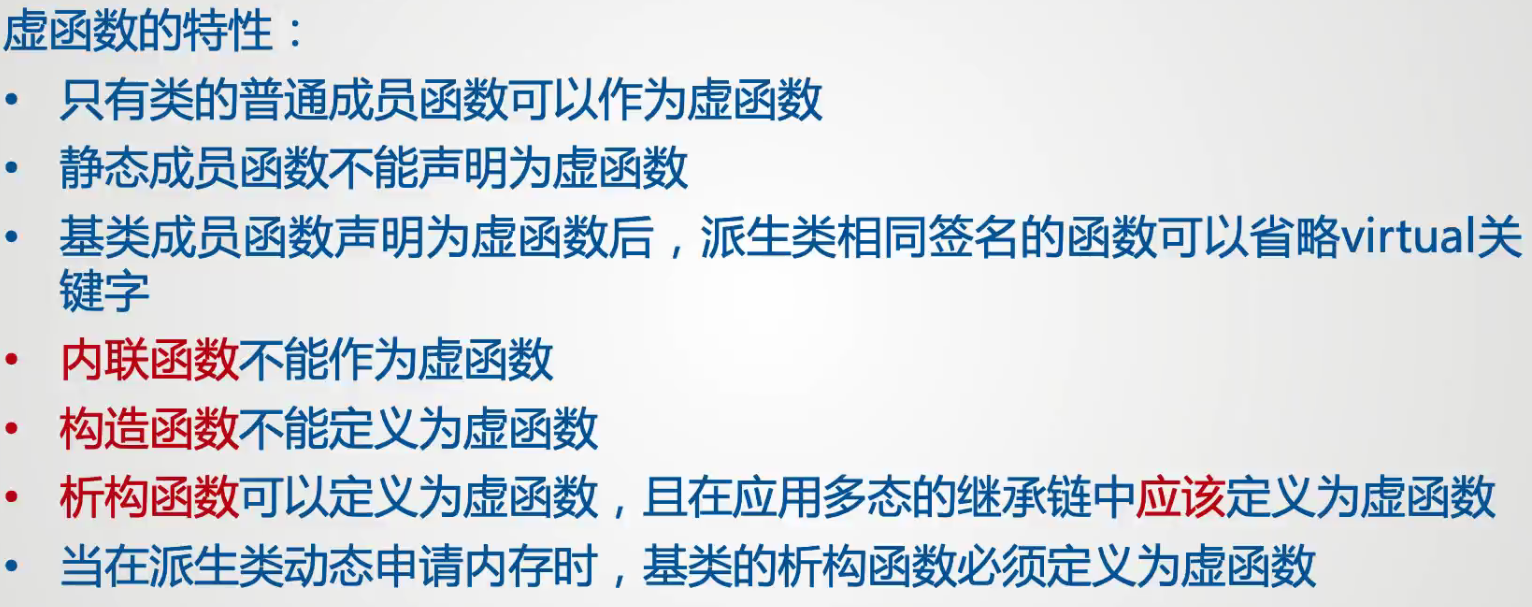 虚函数的特性：
• 只有类的普通成员函数可以作为虚函数
• 静态成员函数不能声明为虚函数
• 基类成员函数声明为虚函数后，派生类相同签名的函数可以省略virtual关
键字
• 内联函数不能作为虚函数
• 构造函数不能定义为虚函数
• 析构函数可以定义为虚函数，且在应用多态的继承链中应该定义为虚函数
• 当在派生类动态申请内存时，基类的析构函数必须定义为虚函数